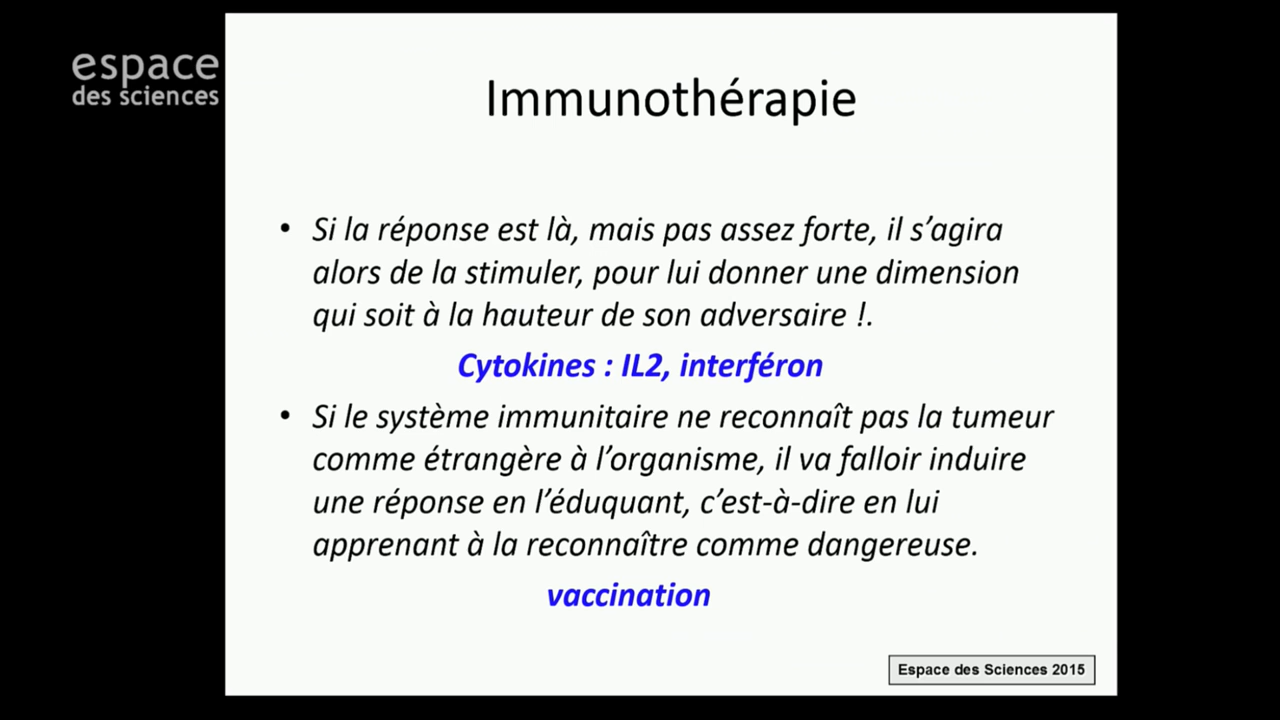 espace
des sciences
Immunothérapie
• Si la réponse est là, mais pas assez forte, il s’agira
alors de la stimuler, pour lui donner une dimension
qui soit à la hauteur de son adversaire !.
Cytokines : IL2, interféron
• Si le système immunitaire ne reconnaît pas la tumeur
comme étrangère à l’organisme, il va falloir induire
une réponse en l’éduquant, c’est-à-dire en lui
apprenant à la reconnaître comme dangereuse.
vaccination
Espace des Sciences 2015